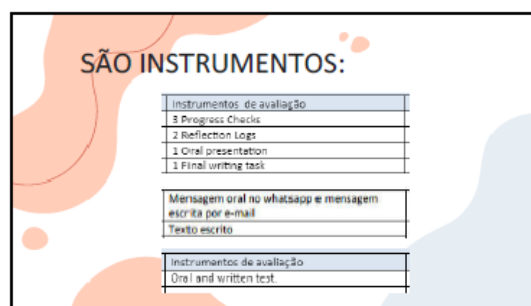 SÃO INSTRUMENTOS:
Instrumentos de avaliação
3 Progress Checks
2 Reflection Logs
1 Oral presentation
1 Final writing task
Mensagem oral no whatsapp e mensagem
escrita por e-mail
Texto escrito
Instrumentos de avaliação
Oral and written test.